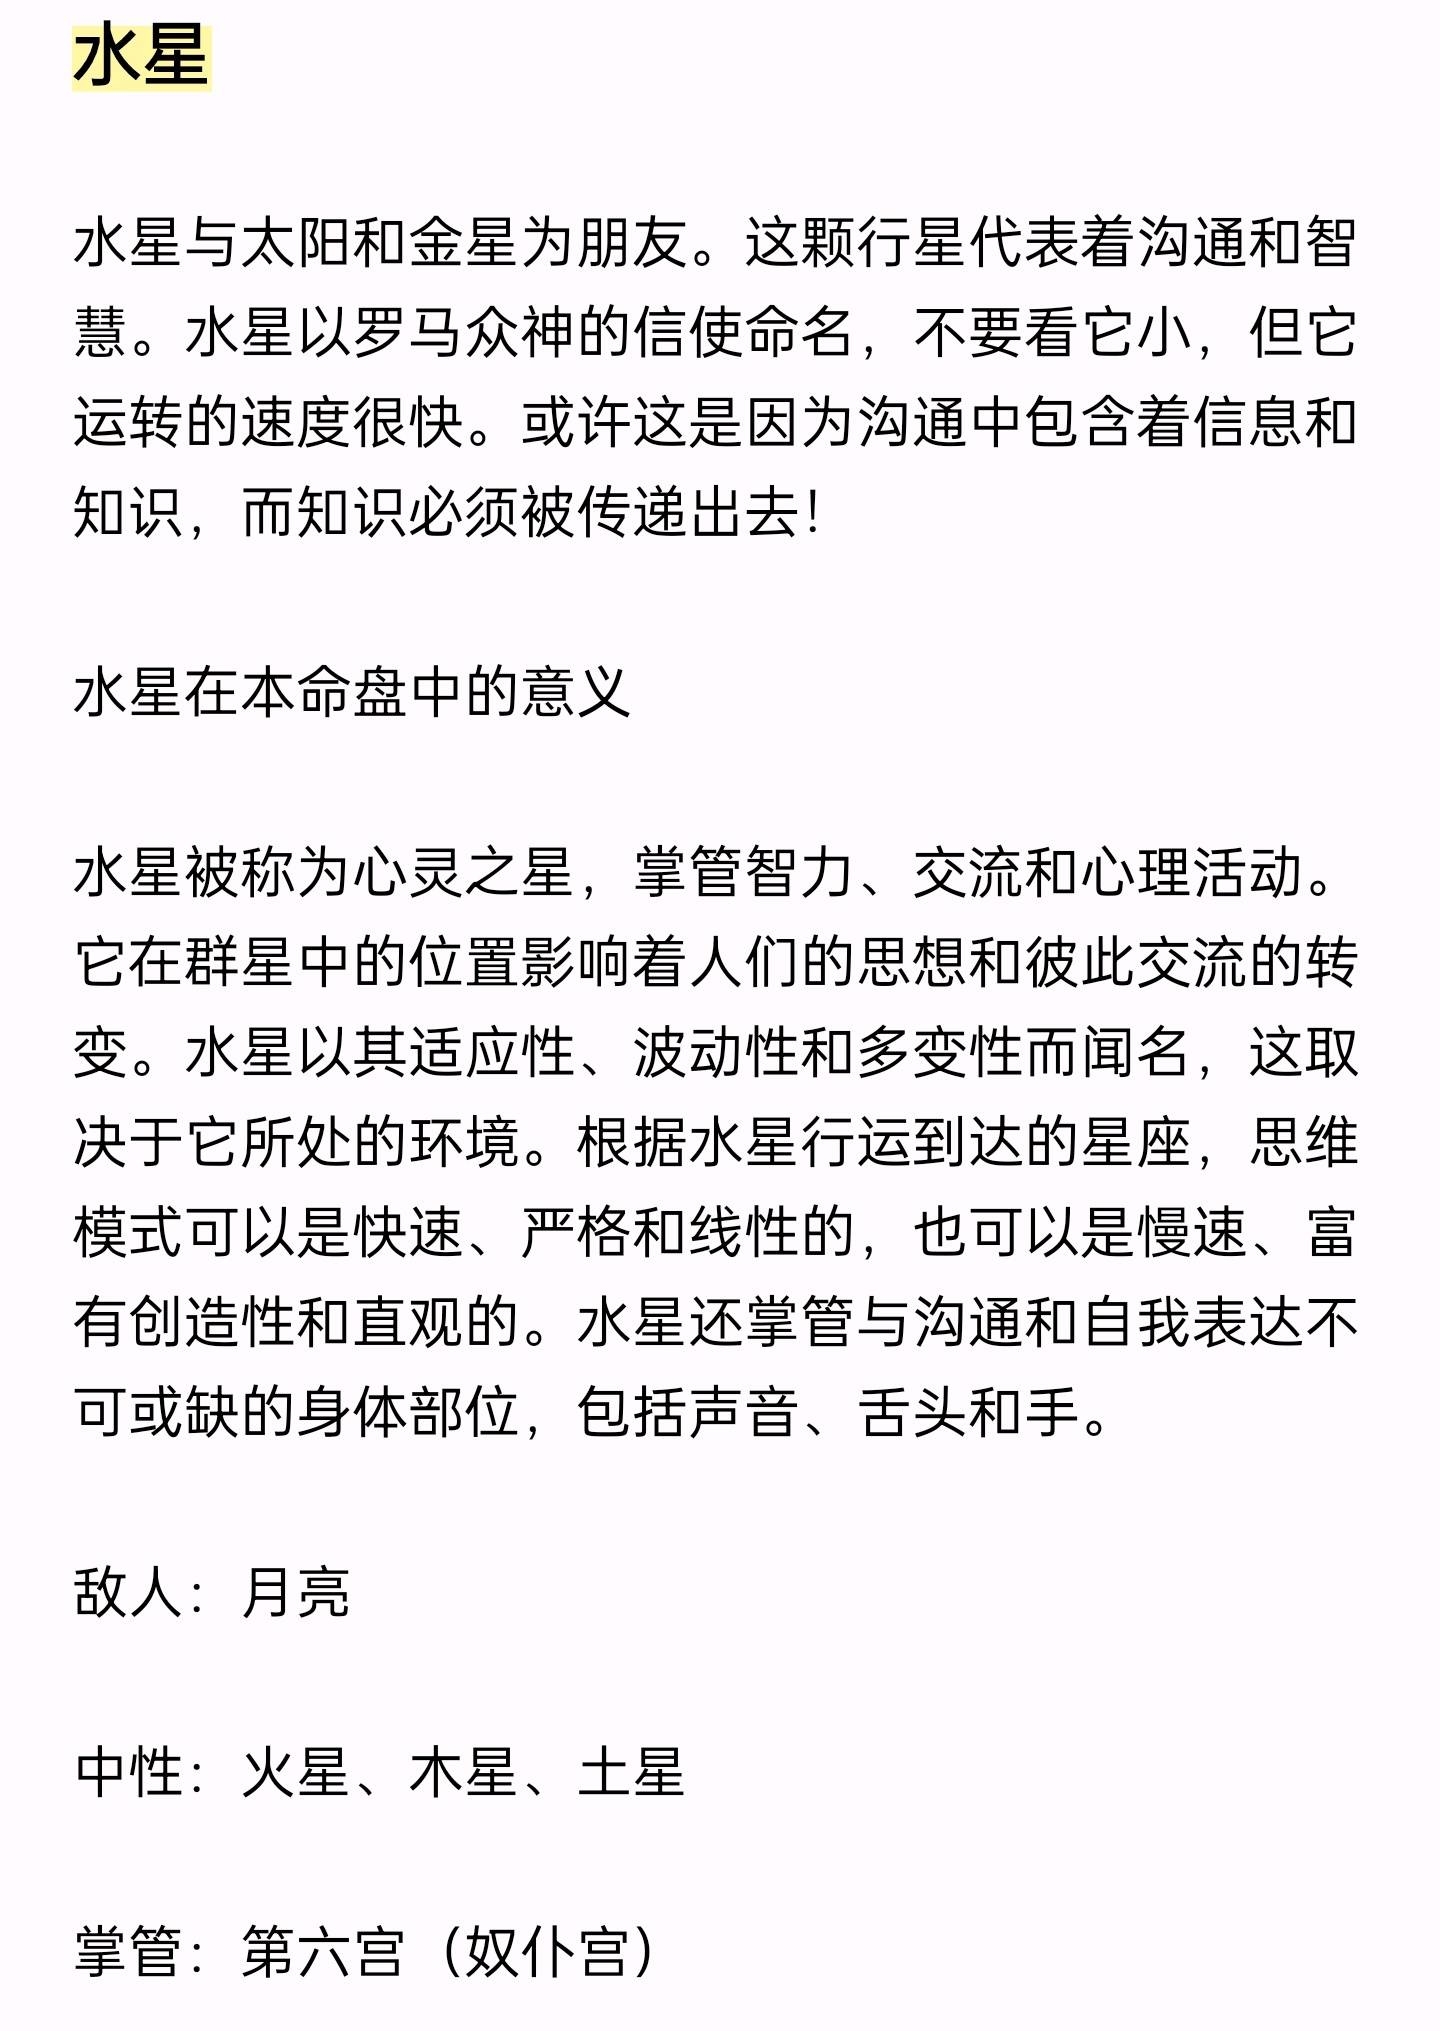 水星
水星与太阳和金星为朋友。这颗行星代表着沟通和智
慧。水星以罗马众神的信使命名，不要看它小，但它
运转的速度很快。或许这是因为沟通中包含着信息和
知识，而知识必须被传递出去！
水星在本命盘中的意义
水星被称为心灵之星，掌管智力、交流和心理活动。
它在群星中的位置影响着人们的思想和彼此交流的转
变。水星以其适应性、波动性和多变性而闻名，这取
决于它所处的环境。根据水星行运到达的星座，思维
模式可以是快速、严格和线性的，也可以是慢速、富
有创造性和直观的。水星还掌管与沟通和自我表达不
可或缺的身体部位，包括声音、舌头和手。
敌人：月亮
中性：火星、木星、土星
掌管：第六宫（奴仆宫）